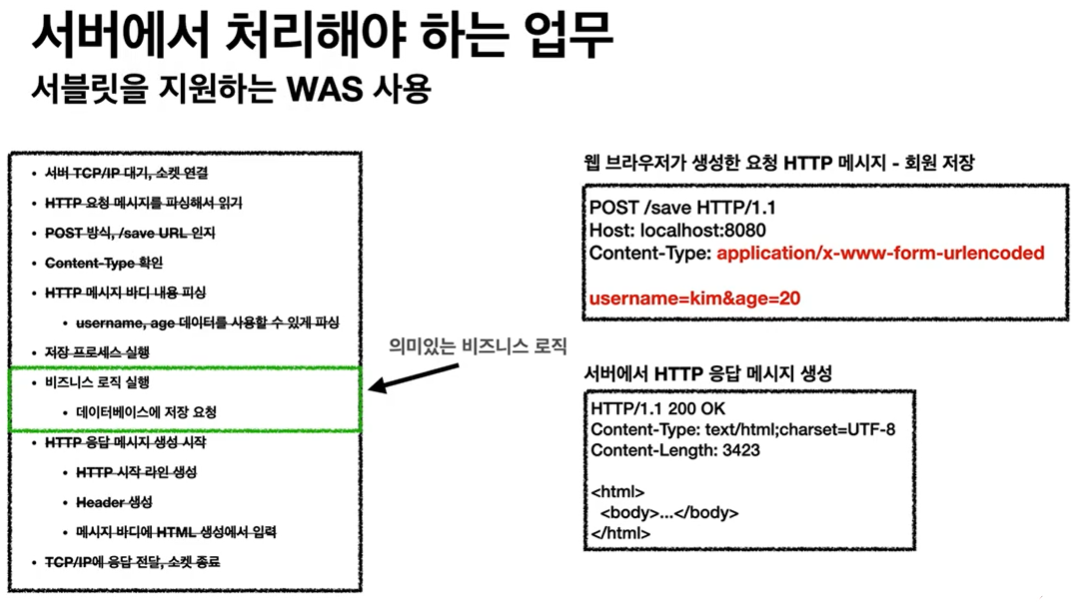 서버에서 처리해야 하는 업무
서블릿을 지원하는 WAS 사용
• 서버 TCP/IP 대기, 소켓 연결
• HTTP 요청 메시지를 파싱해서 읽기
• POST 방식, /save URL 인지
• Content-Type 확인
• HTTP 메시지 바디 내용 피싱
• username, age 데이터를 사용할 수 있게 파싱
• 저장 프로세스 실행
• 비즈니스 로직 실행
• 데이터베이스에 저장 요청
• HTTP 응답 메시지 생성 시작
• HTTP 시작 라인 생성
• Header 생성
• 메시지 바디에 HTML 생성에서 입력
• TCP/IP에 응답 전달, 소켓 종료
의미있는 비즈니스 로직
웹 브라우저가 생성한 요청 HTTP 메시지 - 회원 저장
POST /save HTTP/1.1
Host: localhost:8080
Content-Type: application/x-www-form-urlencoded
username=kim&age=20
서버에서 HTTP 응답 메시지 생성
HTTP/1.1 200 OK
Content-Type: text/html;charset=UTF-8
Content-Length: 3423
<html>
<body>...</body>
</html>